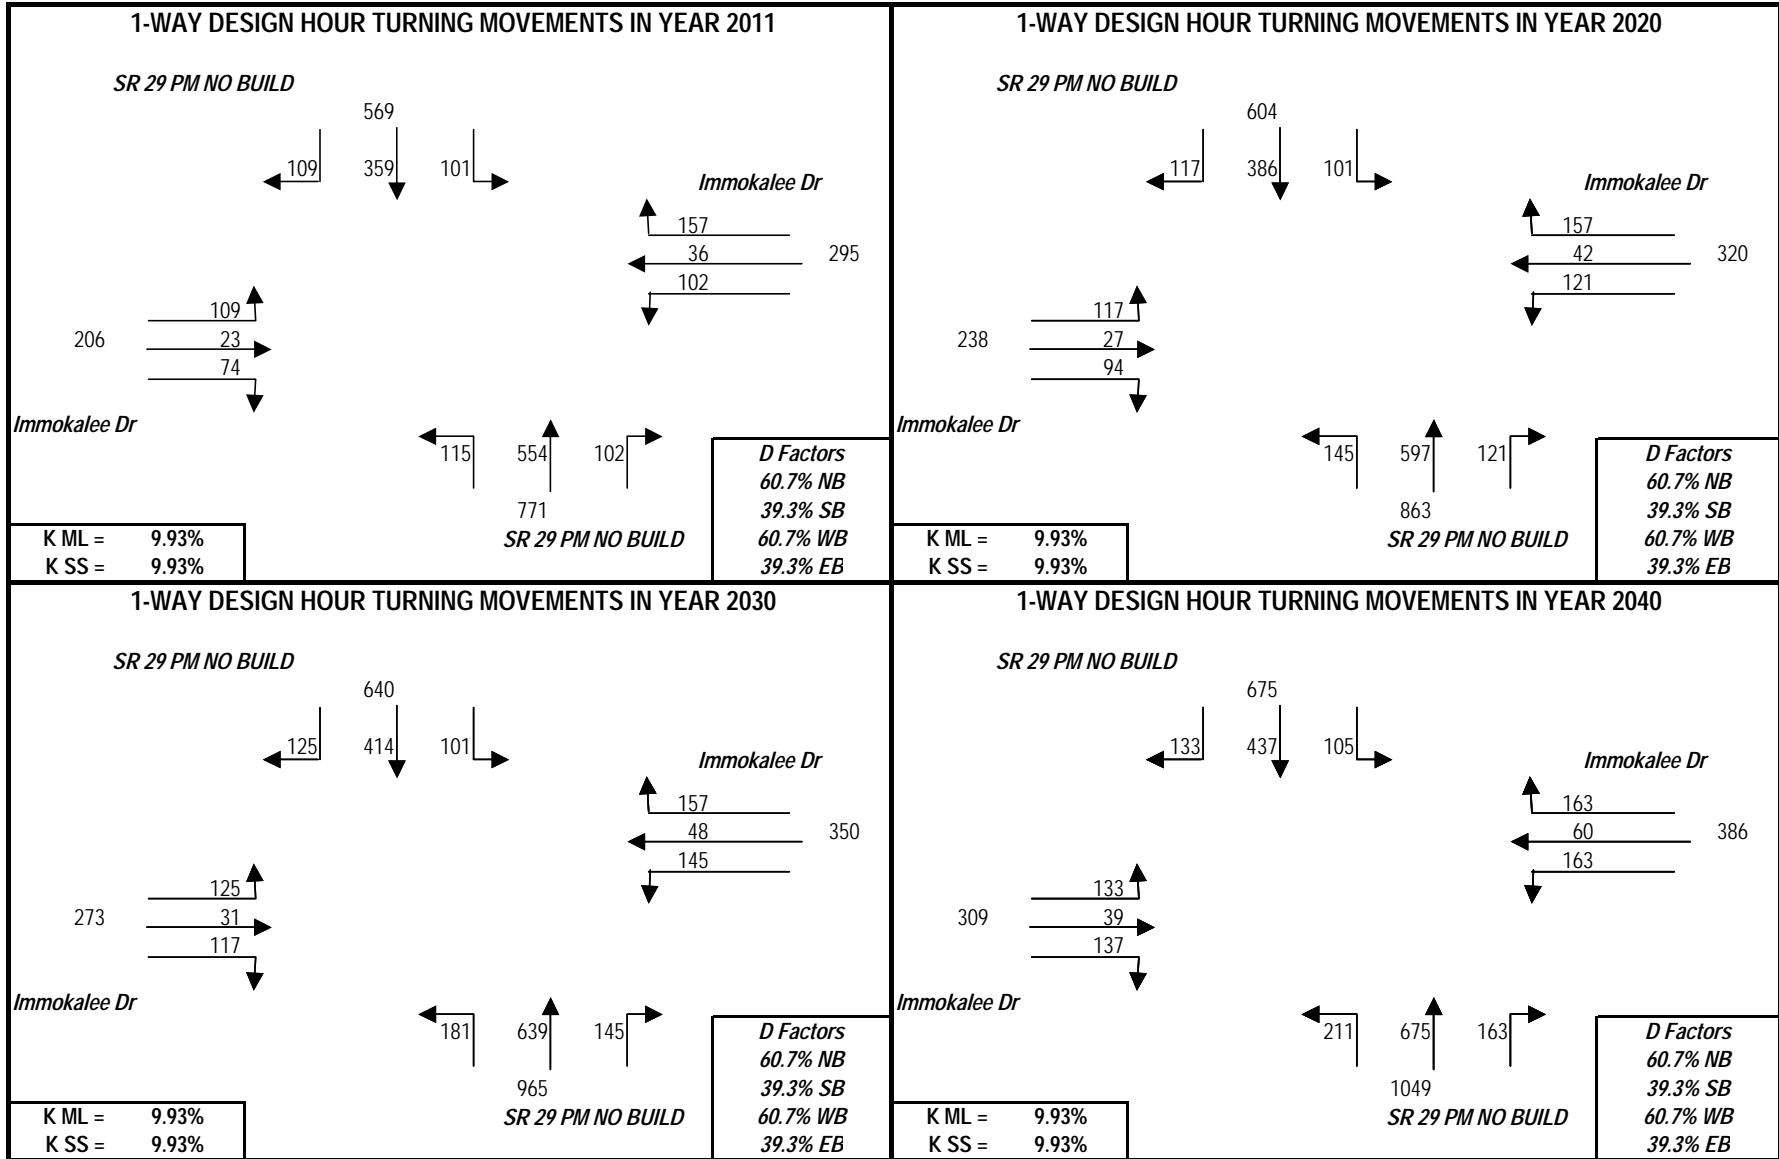 1-WAY DESIGN HOUR TURNING MOVEMENTS IN YEAR 2011
SR 29 PM NO BUILD
569
109 359 101
Immokalee Dr
157
36 295
102
109
206 23
74
Immokalee Dr
115 554 102
771
SR 29 PM NO BUILD
D Factors
60.7% NB
39.3% SB
60.7% WB
39.3% EB
K ML = 9.93%
K SS = 9.93%
1-WAY DESIGN HOUR TURNING MOVEMENTS IN YEAR 2020
SR 29 PM NO BUILD
604
117 386 101
Immokalee Dr
157
42 320
121
117
238 27
94
Immokalee Dr
145 597 121
863
SR 29 PM NO BUILD
D Factors
60.7% NB
39.3% SB
60.7% WB
39.3% EB
K ML = 9.93%
K SS = 9.93%
1-WAY DESIGN HOUR TURNING MOVEMENTS IN YEAR 2030
SR 29 PM NO BUILD
640
125 414 101
Immokalee Dr
157
48 350
145
125
273 31
117
Immokalee Dr
181 639 145
965
SR 29 PM NO BUILD
D Factors
60.7% NB
39.3% SB
60.7% WB
39.3% EB
K ML = 9.93%
K SS = 9.93%
1-WAY DESIGN HOUR TURNING MOVEMENTS IN YEAR 2040
SR 29 PM NO BUILD
675
133 437 105
Immokalee Dr
163
60 386
163
133
309 39
137
Immokalee Dr
211 675 163
1049
SR 29 PM NO BUILD
D Factors
60.7% NB
39.3% SB
60.7% WB
39.3% EB
K ML = 9.93%
K SS = 9.93%